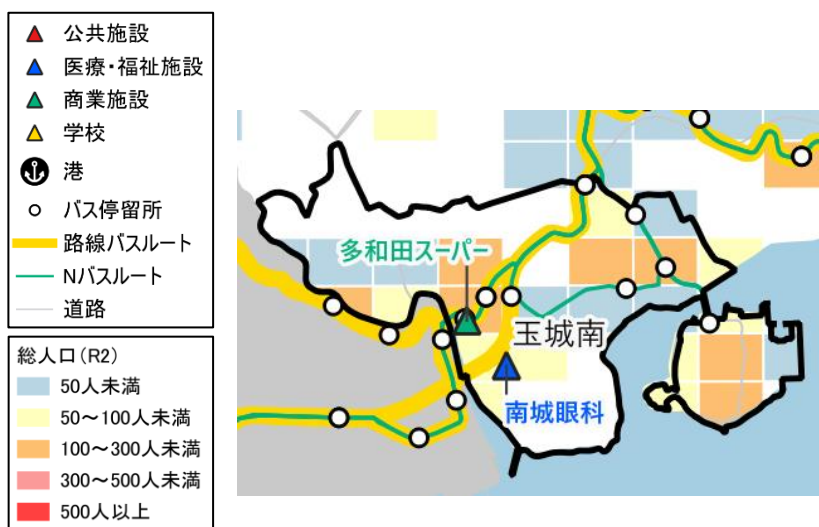 公共施設
医療・福祉施設
商業施設
学校
港
バス停留所
路線バスルート
Nバスルート
道路
総人口(R2)
50人未満
50～100人未満
100～300人未満
300～500人未満
500人以上
多和田スーパー
玉城南
南城眼科